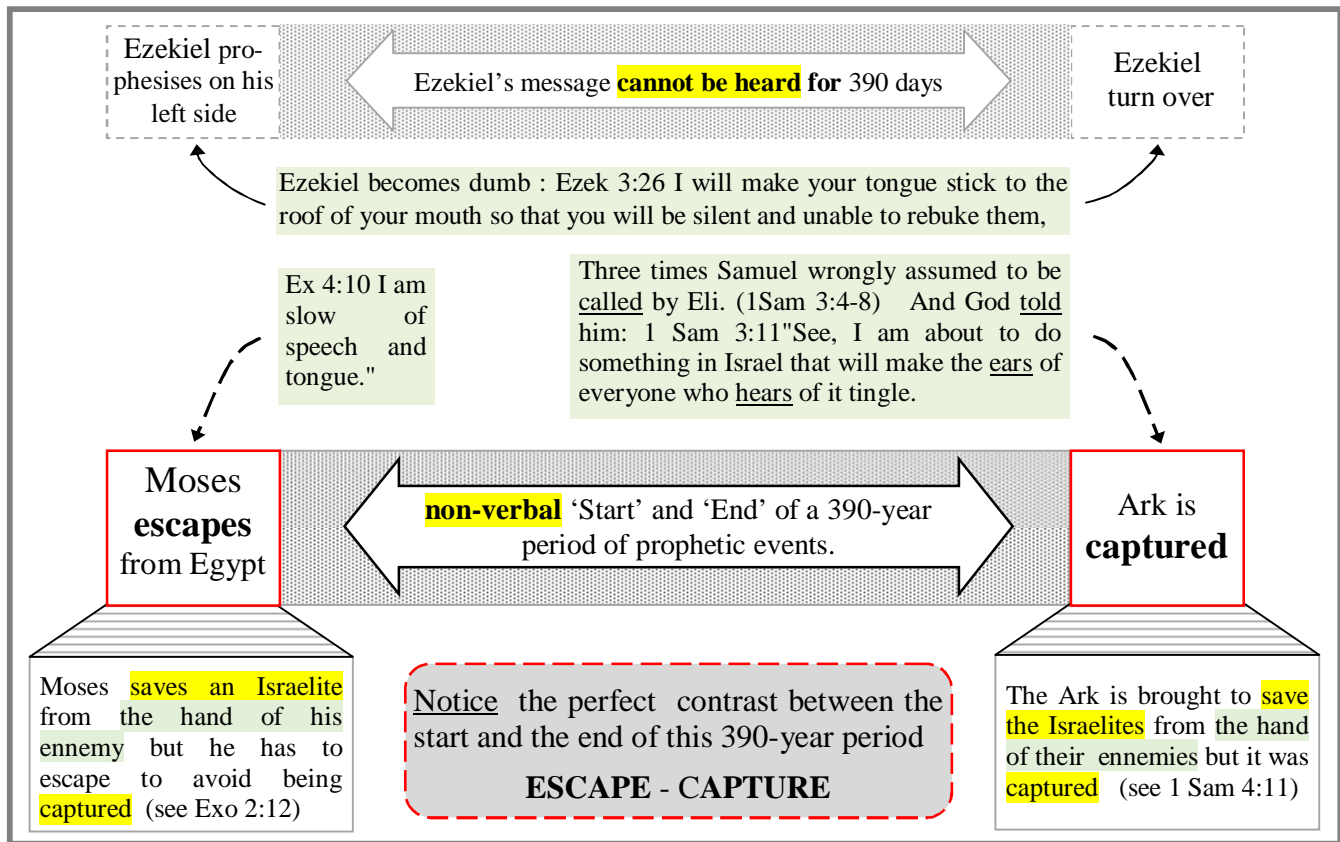 Ezekiel pro-
phesises on his
left side
Ezekiel’s message cannot be heard for 390 days
Ezekiel
turn over
Ezekiel becomes dumb : Ezek 3:26 I will make your tongue stick to the
roof of your mouth so that you will be silent and unable to rebuke them,
Ex 4:10 I am
slow of
speech and
tongue."
Three times Samuel wrongly assumed to be
called by Eli. (1Sam 3:4-8) And God told
him: 1 Sam 3:11"See, I am about to do
something in Israel that will make the ears of
everyone who hears of it tingle.
Moses
escapes
from Egypt
non-verbal ‘Start’ and ‘End’ of a 390-year
period of prophetic events.
Ark is
captured
Moses saves an Israelite
from the hand of his
ennemy but he has to
escape to avoid being
captured (see Exo 2:12)
Notice the perfect contrast between the
start and the end of this 390-year period
ESCAPE - CAPTURE
The Ark is brought to save
the Israelites from the hand
of their ennemies but it was
captured (see 1 Sam 4:11)